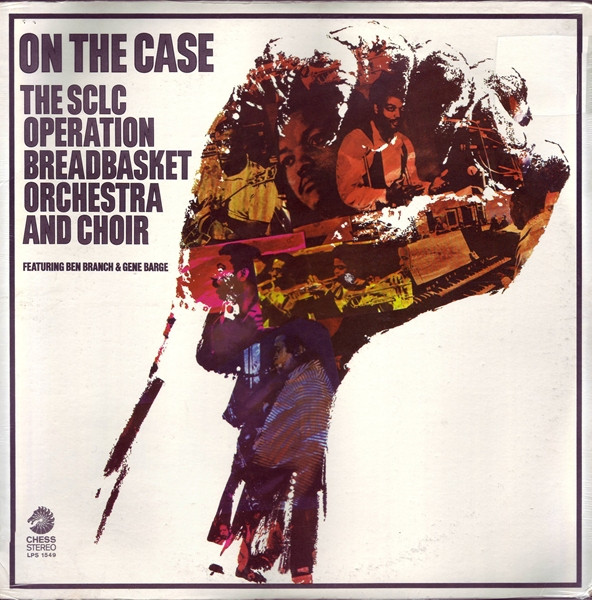 ON THE CASE
THE SCLC
OPERATION
BREADBASKET
ORCHESTRA
AND CHOIR
FEATURING BEN BRANCH & GENE BARGE
CHESS
STEREO
LPS 1549